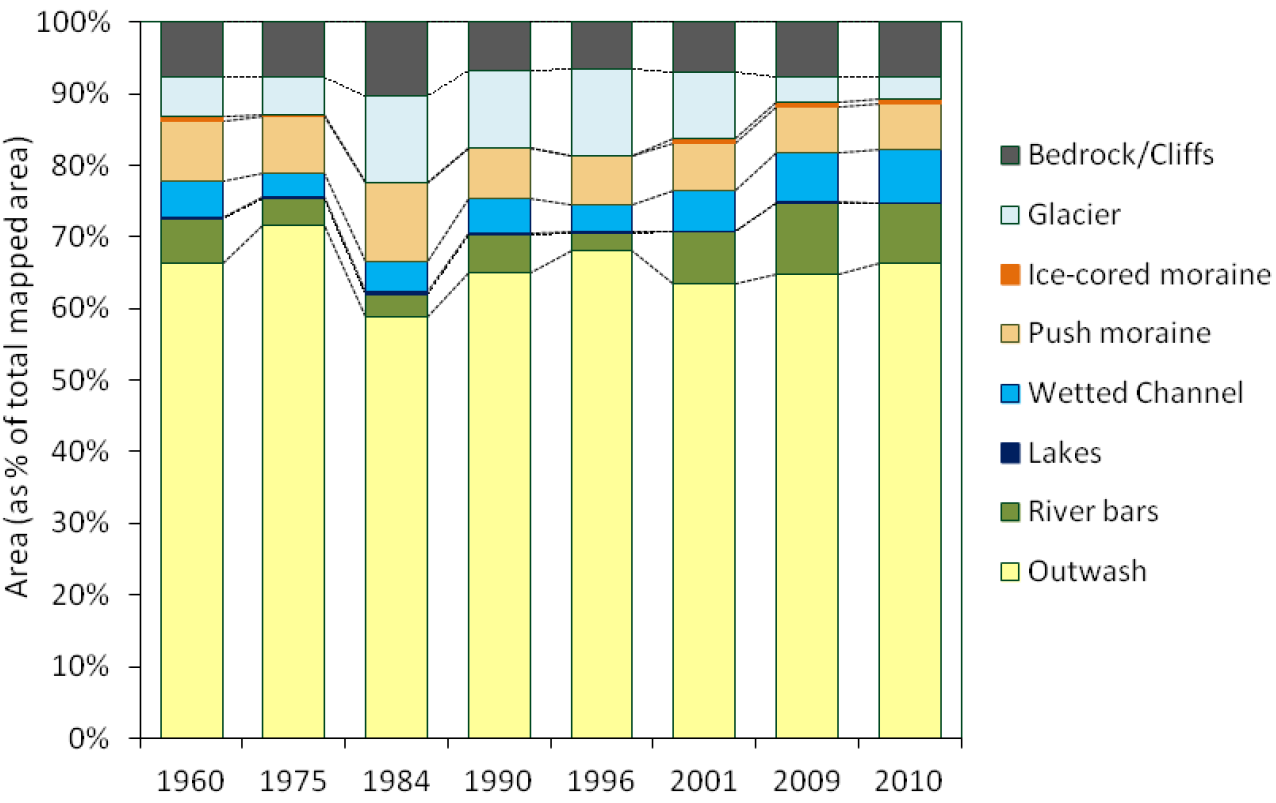 Area (as % of total mapped area)
100%
90%
80%
70%
60%
50%
40%
30%
20%
10%
0%
1960 1975 1984 1990 1996 2001 2009 2010
Bedrock/Cliffs
Glacier
Ice-cored moraine
Push moraine
Wetted Channel
Lakes
River bars
Outwash